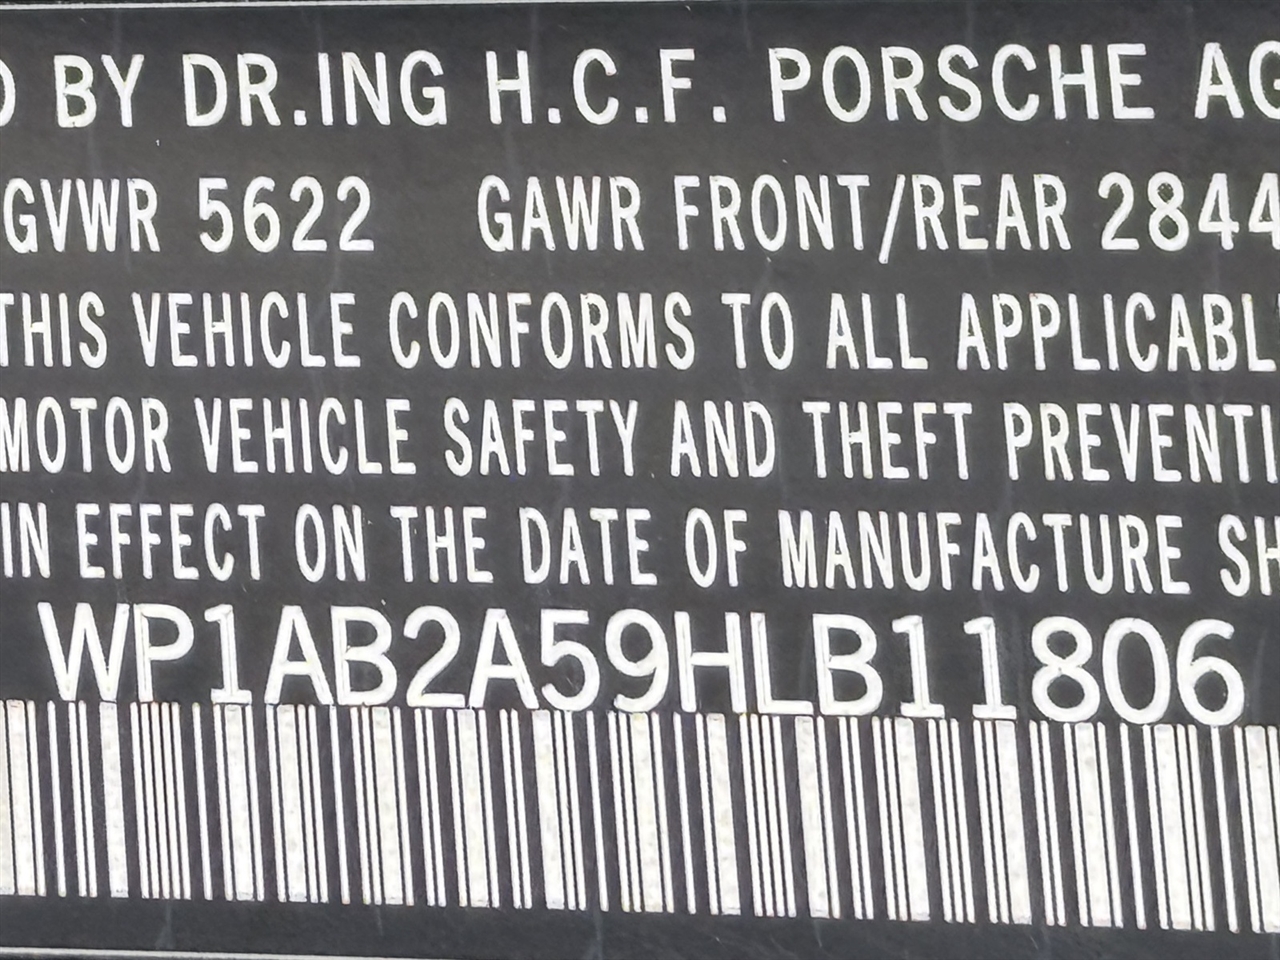 BY DR.ING H.C.F. PORSCHE AG
GVWR 5622 GAWR FRONT/REAR 2844
THIS VEHICLE CONFORMS TO ALL APPLICABL
MOTOR VEHICLE SAFETY AND THEFT PREVENTI
IN EFFECT ON THE DATE OF MANUFACTURE SH
WP1AB2A59HLB11806